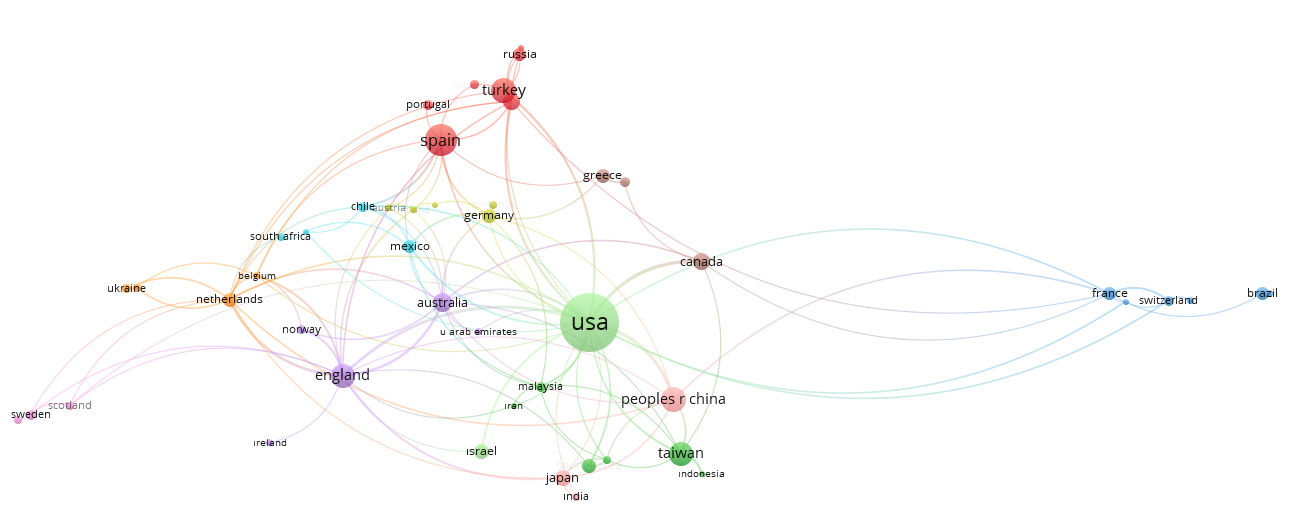 russia
turkey
portugal
spain
greece
chile
austria
germany
south africa
mexico
canada
belgium
ukraine
netherlands
australia
france
switzerland
brazil
usa
norway
u arab emirates
england
malaysia
peoples r china
iran
scotland
sweden
ireland
israel
taiwan
japan
indonesia
india